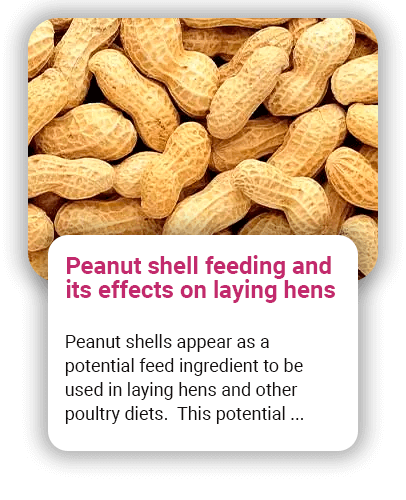 Peanut shell feeding and
its effects on laying hens
Peanut shells appear as a
potential feed ingredient to be
used in laying hens and other
poultry diets.  This potential ...